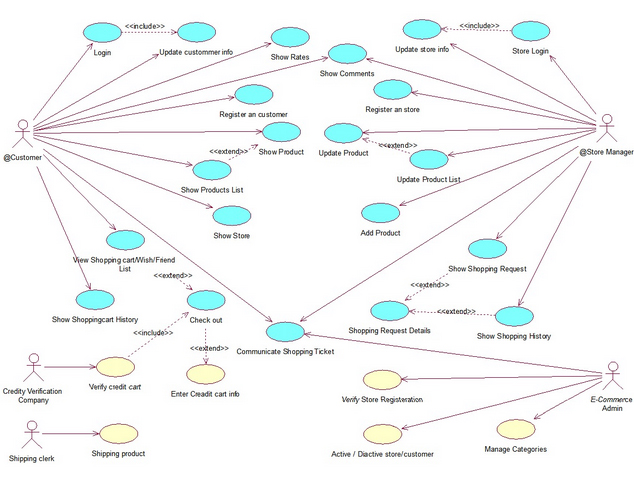 <<include>>
<<include>>
Login
Update custommer info
Show Rates
Update store info
Store Login
Show Comments
Register an customer
Register an store
@Customer
<<extend>>
Show Product
Update Product
<<extend>>
@Store Manager
Show Products List
Update Product List
Show Store
Add Product
View Shopping cart/Wish/Friend
List
Show Shopping Request
<<extend>>
<<extend>>
Show Shoppingcart History
Check out
<<include>>
<<extend>>
Shopping Request Details
<<extend>>
Show Shopping History
Communicate Shopping Ticket
Credity Verification
Company
Verify credit cart
Enter Creadit cart info
Verify Store Registeration
E-Commerce
Admin
Shipping clerk
Shipping product
Active / Diactive store/customer
Manage Categories